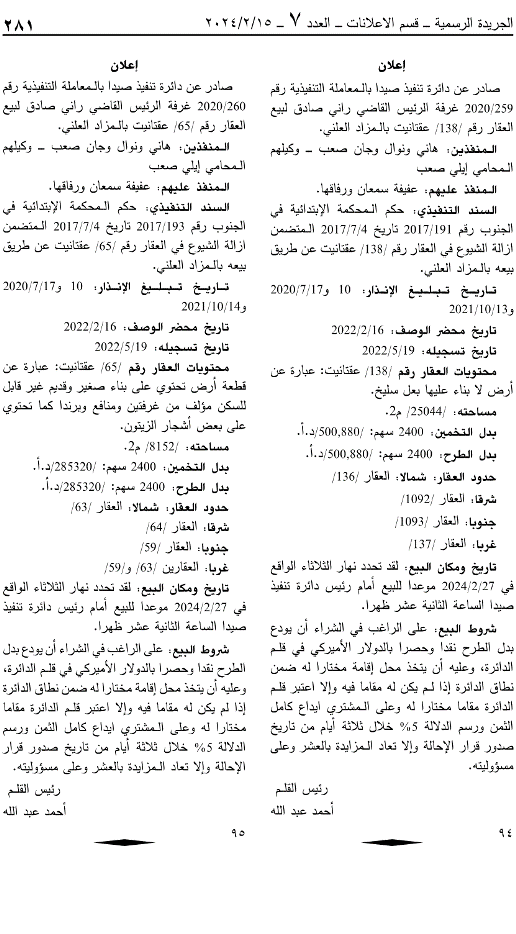 الجريدة الرسمية ــ قسم الاعلانات ــ العدد ٧ ــ ٢٠٢٤/٢/١٥
٢٨١
إعلان
صادر عن دائرة تنفيذ صيدا بالمعاملة التنفيذية رقم
2020/259 غرفة الرئيس القاضي راني صادق لبيع
العقار رقم /138/ عقتانيت بالمزاد العلني.
المنفذين: هاني ونوال وجان صعب ــ وكيلهم
المحامي إيلي صعب
المنفذ عليهم: عفيفة سمعان ورفاقها.
السند التنفيذي: حكم المحكمة الإبتدائية في
الجنوب رقم 2017/191 تاريخ 2017/7/4 المتضمن
ازالة الشيوع في العقار /138/ عقتانيت عن طريق
بيعه بالمزاد العلني.
تاريخ تبليغ الإنذار: 10 و2020/7/17
و2021/10/13
تاريخ محضر الوصف: 2022/2/16
تاريخ تسجيله: 2022/5/19
محتويات العقار رقم /138/ عقتانيت: عبارة عن
أرض لا بناء عليها بعل سليخ.
مساحته: /25044/ م2.
بدل التخمين: 2400 سهم: /500,880/د.أ.
بدل الطرح: 2400 سهم: /500,880/د.أ.
حدود العقار: شمالا: العقار /136/
شرقا: العقار /1092/
جنوبا: العقار /1093/
غربا: العقار /137/
تاريخ ومكان البيع: لقد تحدد نهار الثلاثاء الواقع
في 2024/2/27 موعدا للبيع أمام رئيس دائرة تنفيذ
صيدا الساعة الثانية عشر ظهرا.
شروط البيع: على الراغب في الشراء أن يودع
بدل الطرح نقدا وحصرا بالدولار الأميركي في قلم
الدائرة، وعليه أن يتخذ محل إقامة مختارا له ضمن
نطاق الدائرة إذا لم يكن له مقاما فيه وإلا اعتبر قلم
الدائرة مقاما مختارا له وعلى المشتري ايداع كامل
الثمن ورسم الدلالة 5% خلال ثلاثة أيام من تاريخ
صدور قرار الإحالة وإلا تعاد المزايدة بالعشر وعلى
مسؤوليته.
رئيس القلم
أحمد عبد الله
٩٤
إعلان
صادر عن دائرة تنفيذ صيدا بالمعاملة التنفيذية رقم
2020/260 غرفة الرئيس القاضي راني صادق لبيع
العقار رقم /65/ عقتانيت بالمزاد العلني.
المنفذين: هاني ونوال وجان صعب ــ وكيلهم
المحامي إيلي صعب
المنفذ عليهم: عفيفة سمعان ورفاقها.
السند التنفيذي: حكم المحكمة الإبتدائية في
الجنوب رقم 2017/193 تاريخ 2017/7/4 المتضمن
ازالة الشيوع في العقار /65/ عقتانيت عن طريق
بيعه بالمزاد العلني.
تاريخ تبليغ الإنذار: 10 و2020/7/17
و2021/10/14
تاريخ محضر الوصف: 2022/2/16
تاريخ تسجيله: 2022/5/19
محتويات العقار رقم /65/ عقتانيت: عبارة عن
قطعة أرض تحتوي على بناء صغير وقديم غير قابل
للسكن مؤلف من غرفتين ومنافع وبرندا كما تحتوي
على بعض أشجار الزيتون.
مساحته: /8152/ م2.
بدل التخمين: 2400 سهم: /285320/د.أ.
بدل الطرح: 2400 سهم: /285320/د.أ.
حدود العقار: شمالا: العقار /63/
شرقا: العقار /64/
جنوبا: العقار /59/
غربا: العقارين /63/ و/59/
تاريخ ومكان البيع: لقد تحدد نهار الثلاثاء الواقع
في 2024/2/27 موعدا للبيع أمام رئيس دائرة تنفيذ
صيدا الساعة الثانية عشر ظهرا.
شروط البيع: على الراغب في الشراء أن يودع بدل
الطرح نقدا وحصرا بالدولار الأميركي في قلم الدائرة،
وعليه أن يتخذ محل إقامة مختارا له ضمن نطاق الدائرة
إذا لم يكن له مقاما فيه وإلا اعتبر قلم الدائرة مقاما
مختارا له وعلى المشتري ايداع كامل الثمن ورسم
الدلالة 5% خلال ثلاثة أيام من تاريخ صدور قرار
الإحالة وإلا تعاد المزايدة بالعشر وعلى مسؤوليته.
رئيس القلم
أحمد عبد الله
٩٥